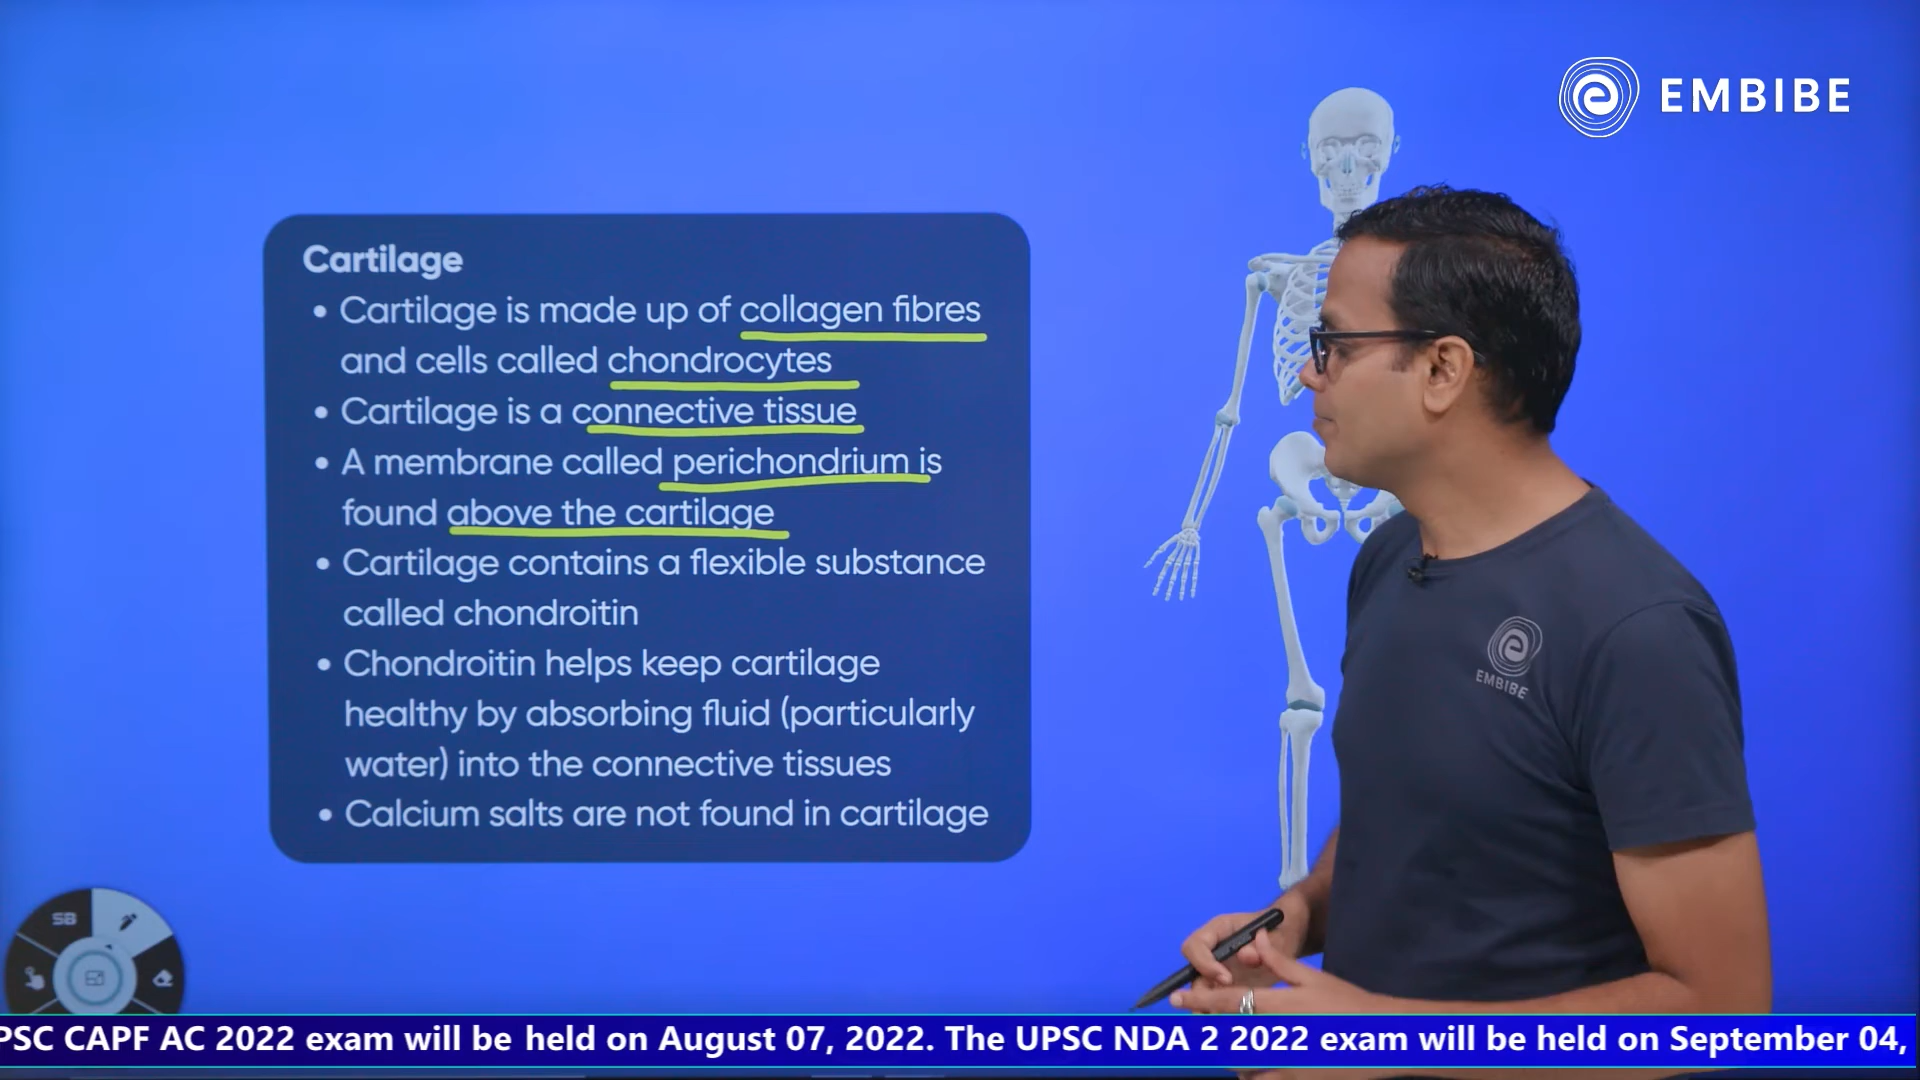 EMBIBE
Cartilage
• Cartilage is made up of collagen fibres
and cells called chondrocytes
• Cartilage is a connective tissue
• A membrane called perichondrium is
found above the cartilage
• Cartilage contains a flexible substance
called chondroitin
• Chondroitin helps keep cartilage
healthy by absorbing fluid (particularly
water) into the connective tissues
• Calcium salts are not found in cartilage
EMBIBE
SB
PSC CAPF AC 2022 exam will be held on August 07, 2022. The UPSC NDA 2 2022 exam will be held on September 04,